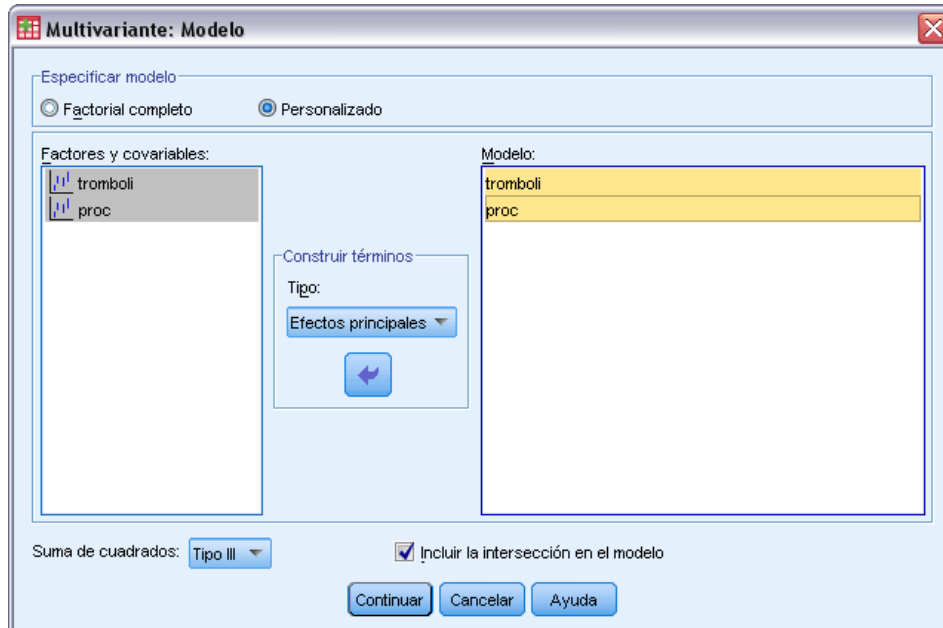 Multivariante: Modelo
Especificar modelo
Factorial completo
Personalizado
Factores y covariables:
tromboli
proc
Construir términos
Tipo:
Efectos principales
Modelo:
tromboli
proc
Suma de cuadrados:
Tipo III
Incluir la intersección en el modelo
Continuar
Cancelar
Ayuda